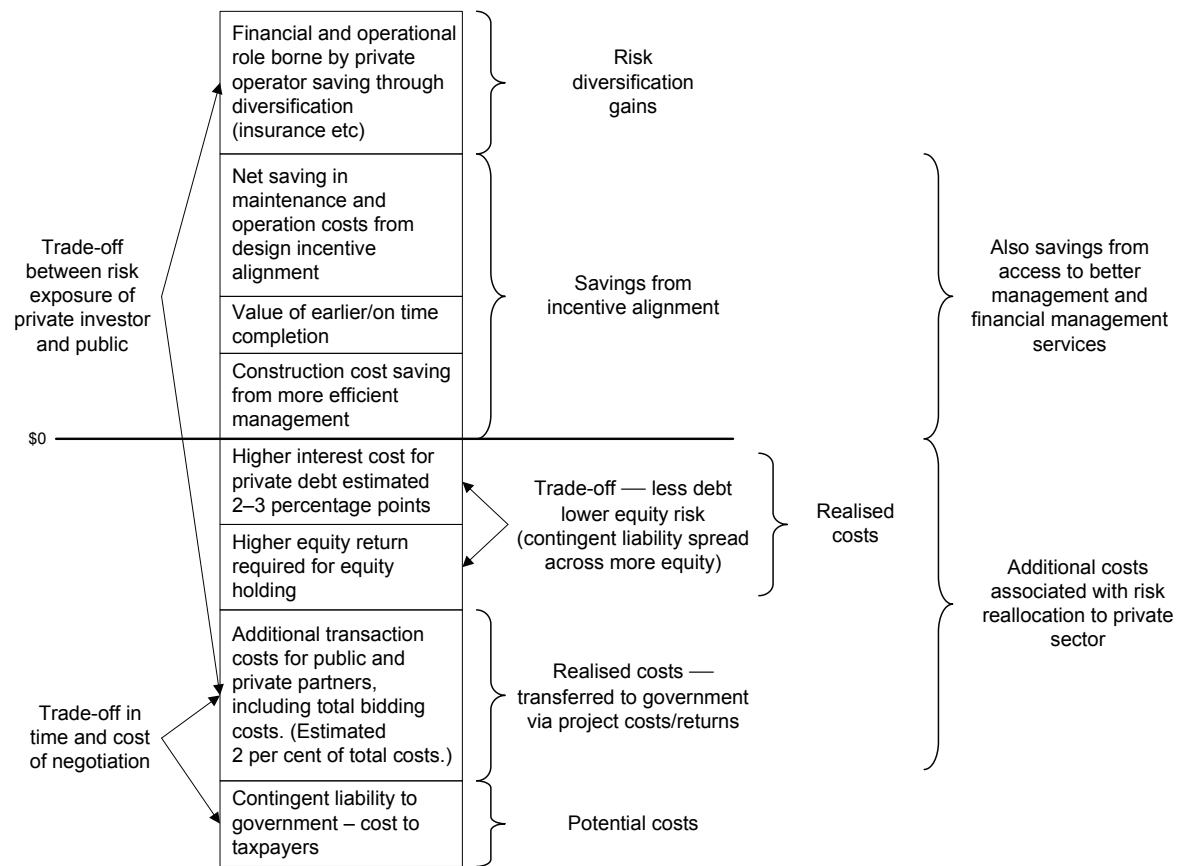 Financial and operational
role borne by private
operator saving through
diversification
(insurance etc)
Risk
diversification
gains
Net saving in
maintenance and
operation costs from
design incentive
alignment
Value of earlier/on time
completion
Construction cost saving
from more efficient
management
Savings from
incentive alignment
Also savings from
access to better
management and
financial management
services
Trade-off
between risk
exposure of
private investor
and public
$0
Higher interest cost for
private debt estimated
2–3 percentage points
Higher equity return
required for equity
holding
Trade-off — less debt
lower equity risk
(contingent liability spread
across more equity)
Realised
costs
Additional costs
associated with risk
reallocation to private
sector
Additional transaction
costs for public and
private partners,
including total bidding
costs. (Estimated
2 per cent of total costs.)
Realised costs —
transferred to government
via project costs/returns
Trade-off in
time and cost
of negotiation
Contingent liability to
government – cost to
taxpayers
Potential costs